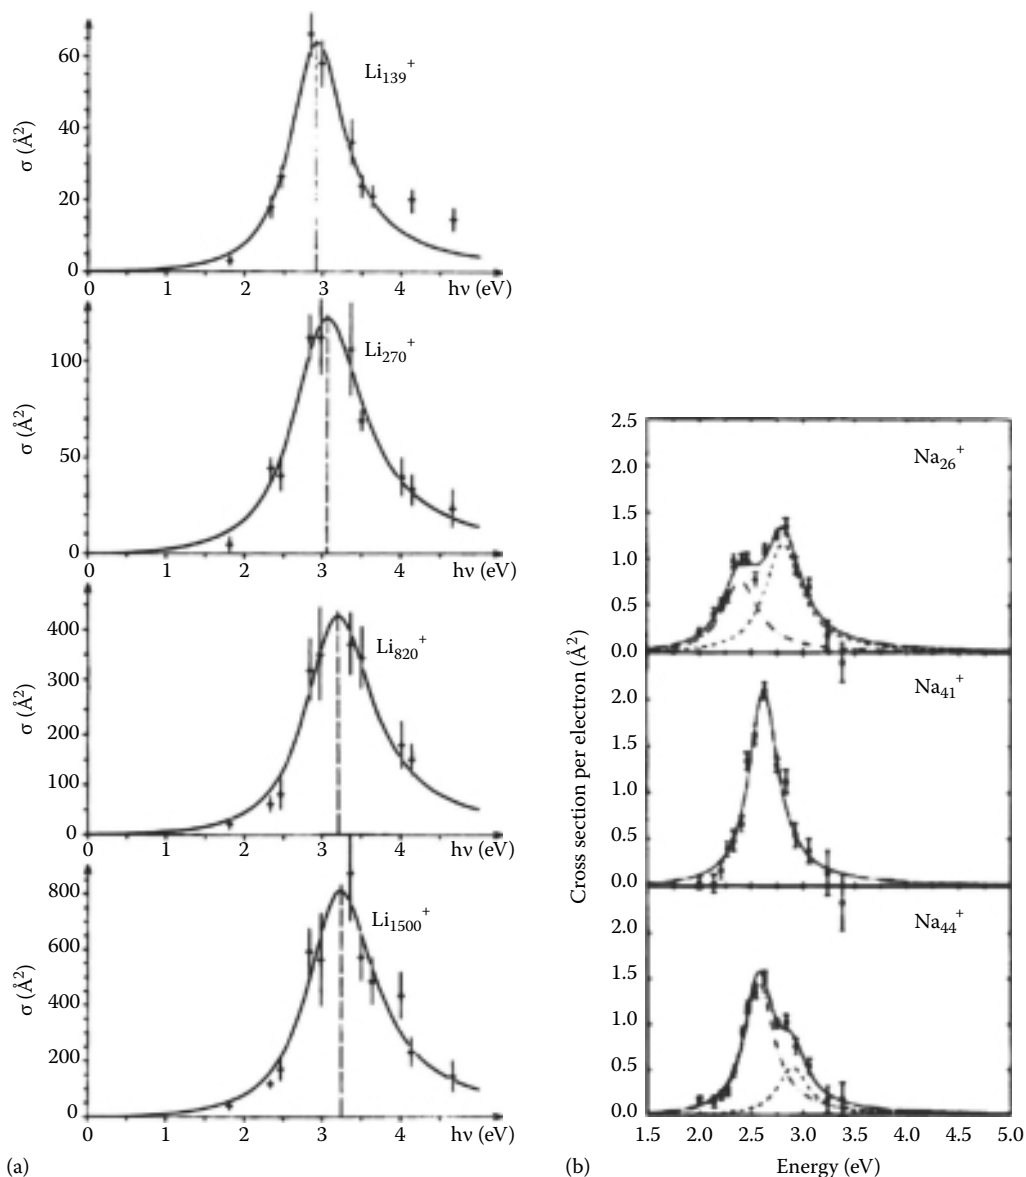 60
40
20
0
σ (Å²)
Li₁₃₉⁺
0 1 2 3 4 hν (eV)
100
50
0
σ (Å²)
Li₂₇₀⁺
0 1 2 3 4 hν (eV)
400
300
200
100
0
σ (Å²)
Li₈₂₀⁺
0 1 2 3 4 hν (eV)
800
600
400
200
0
σ (Å²)
Li₁₅₀₀⁺
0 1 2 3 4 hν (eV)
(a)
2.5
2.0
1.5
1.0
0.5
0.0
Na₂₆⁺
2.0
1.5
1.0
0.5
0.0
Na₄₁⁺
2.0
1.5
1.0
0.5
0.0
Na₄₄⁺
Cross section per electron (Å²)
1.5 2.0 2.5 3.0 3.5 4.0 4.5 5.0
Energy (eV)
(b)